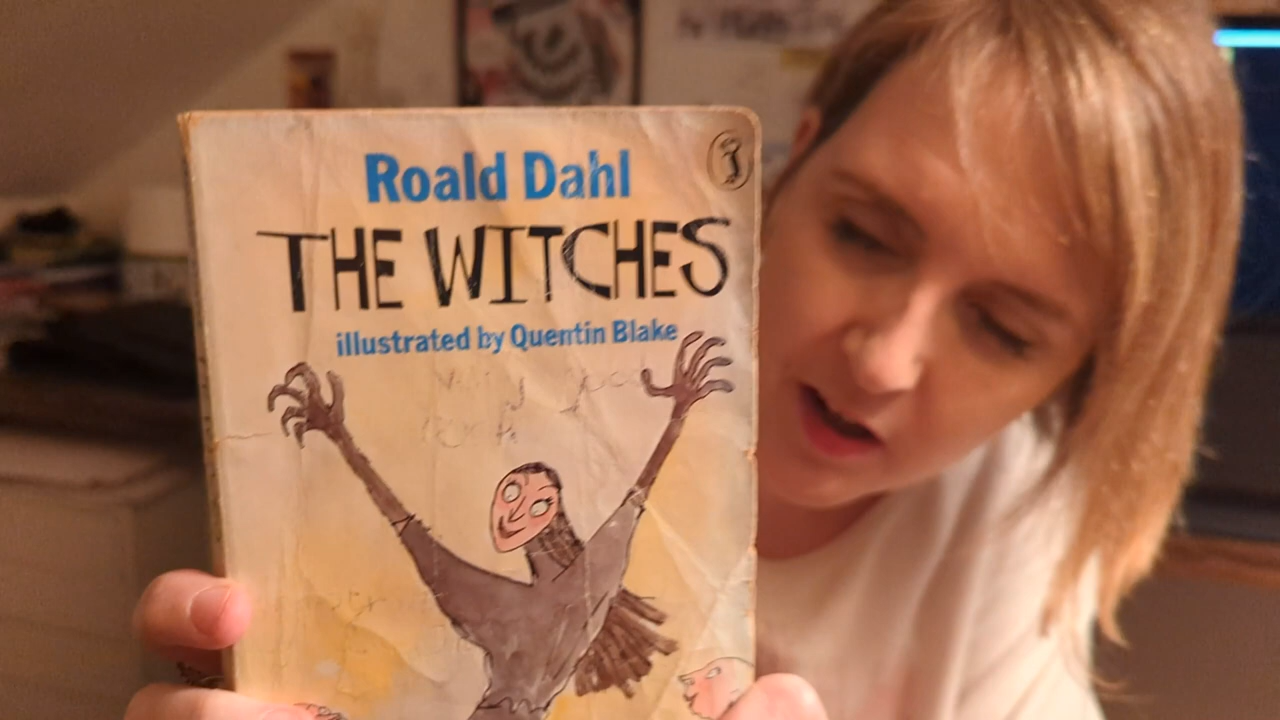 Roald Dahl
THE WITCHES
illustrated by Quentin Blake